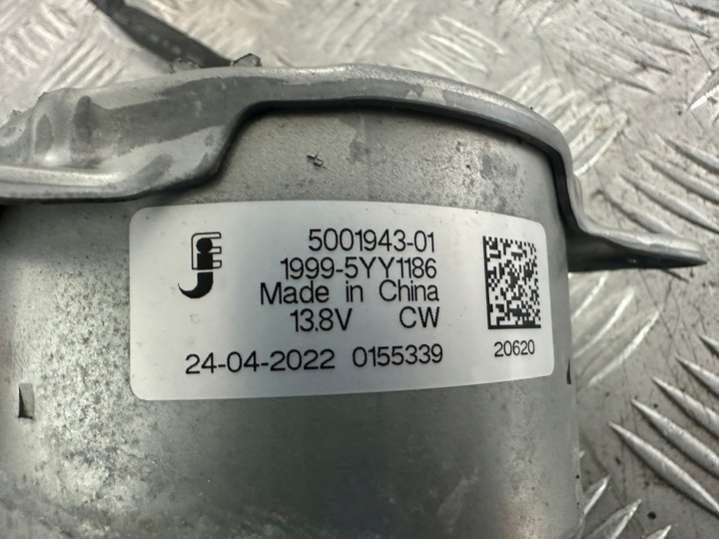 5001943-01
1999-5YY1186
Made in China
13.8V CW
24-04-2022 0155339
20620